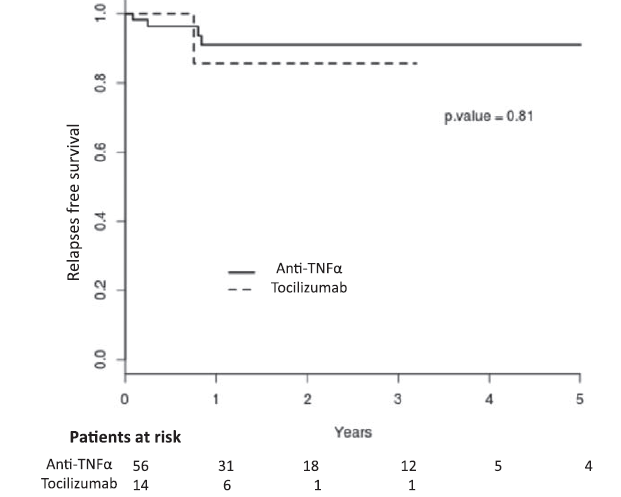 1.0
0.8
0.6
0.4
0.2
0.0
Relapses free survival
p.value = 0.81
Anti-TNFα
Tocilizumab
0 1 2 3 4 5
Years
Patients at risk
Anti-TNFα 56 31 18 12 5 4
Tocilizumab 14 6 1 1